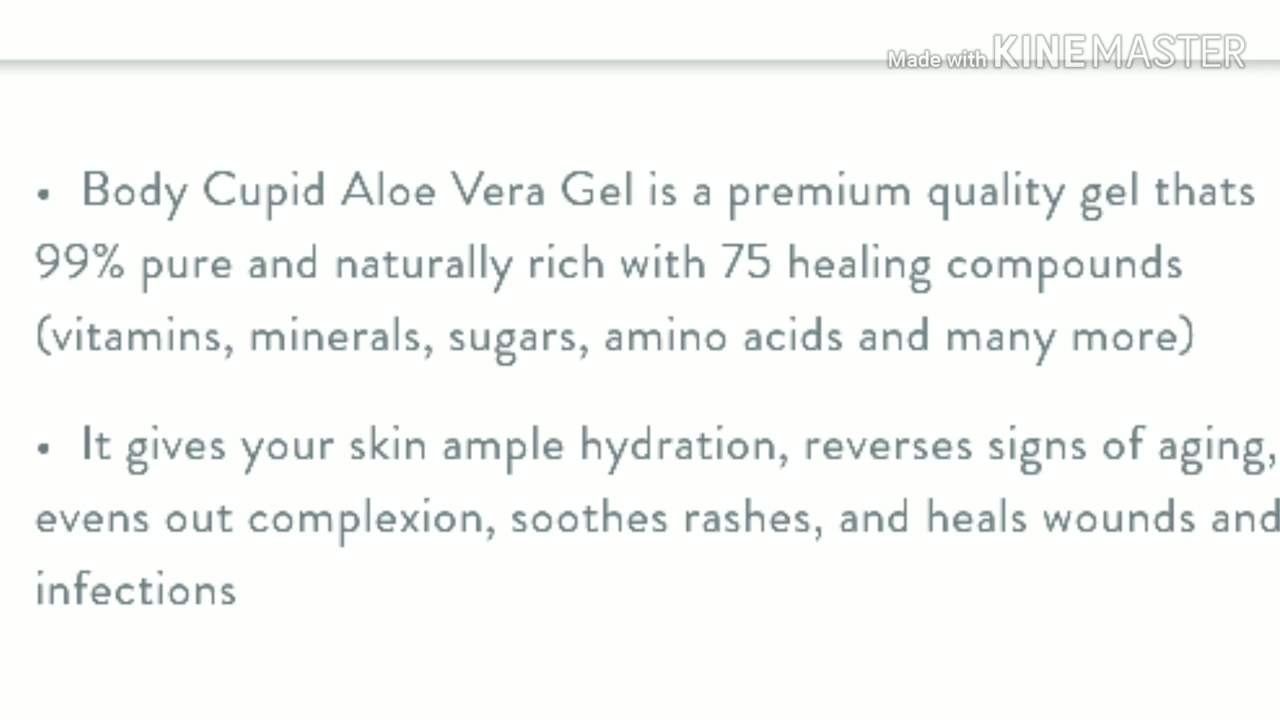 Made with KINEMASTER
• Body Cupid Aloe Vera Gel is a premium quality gel thats
99% pure and naturally rich with 75 healing compounds
(vitamins, minerals, sugars, amino acids and many more)
• It gives your skin ample hydration, reverses signs of aging,
evens out complexion, soothes rashes, and heals wounds and
infections